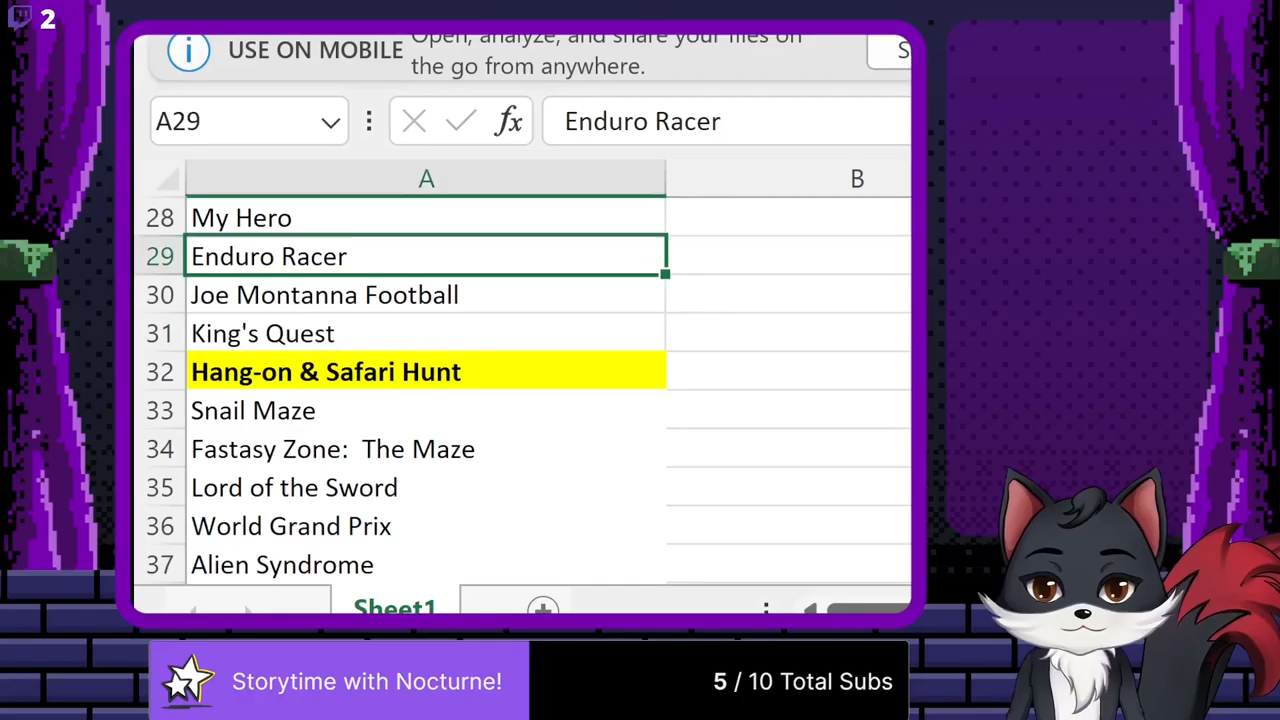 2
USE ON MOBILE
Open, analyze, and share your files on
the go from anywhere.
S
A29
fx
Enduro Racer
A
B
28 My Hero
29 Enduro Racer
30 Joe Montanna Football
31 King's Quest
32 Hang-on & Safari Hunt
33 Snail Maze
34 Fastasy Zone:  The Maze
35 Lord of the Sword
36 World Grand Prix
37 Alien Syndrome
Sheet1
Storytime with Nocturne!
5 / 10 Total Subs